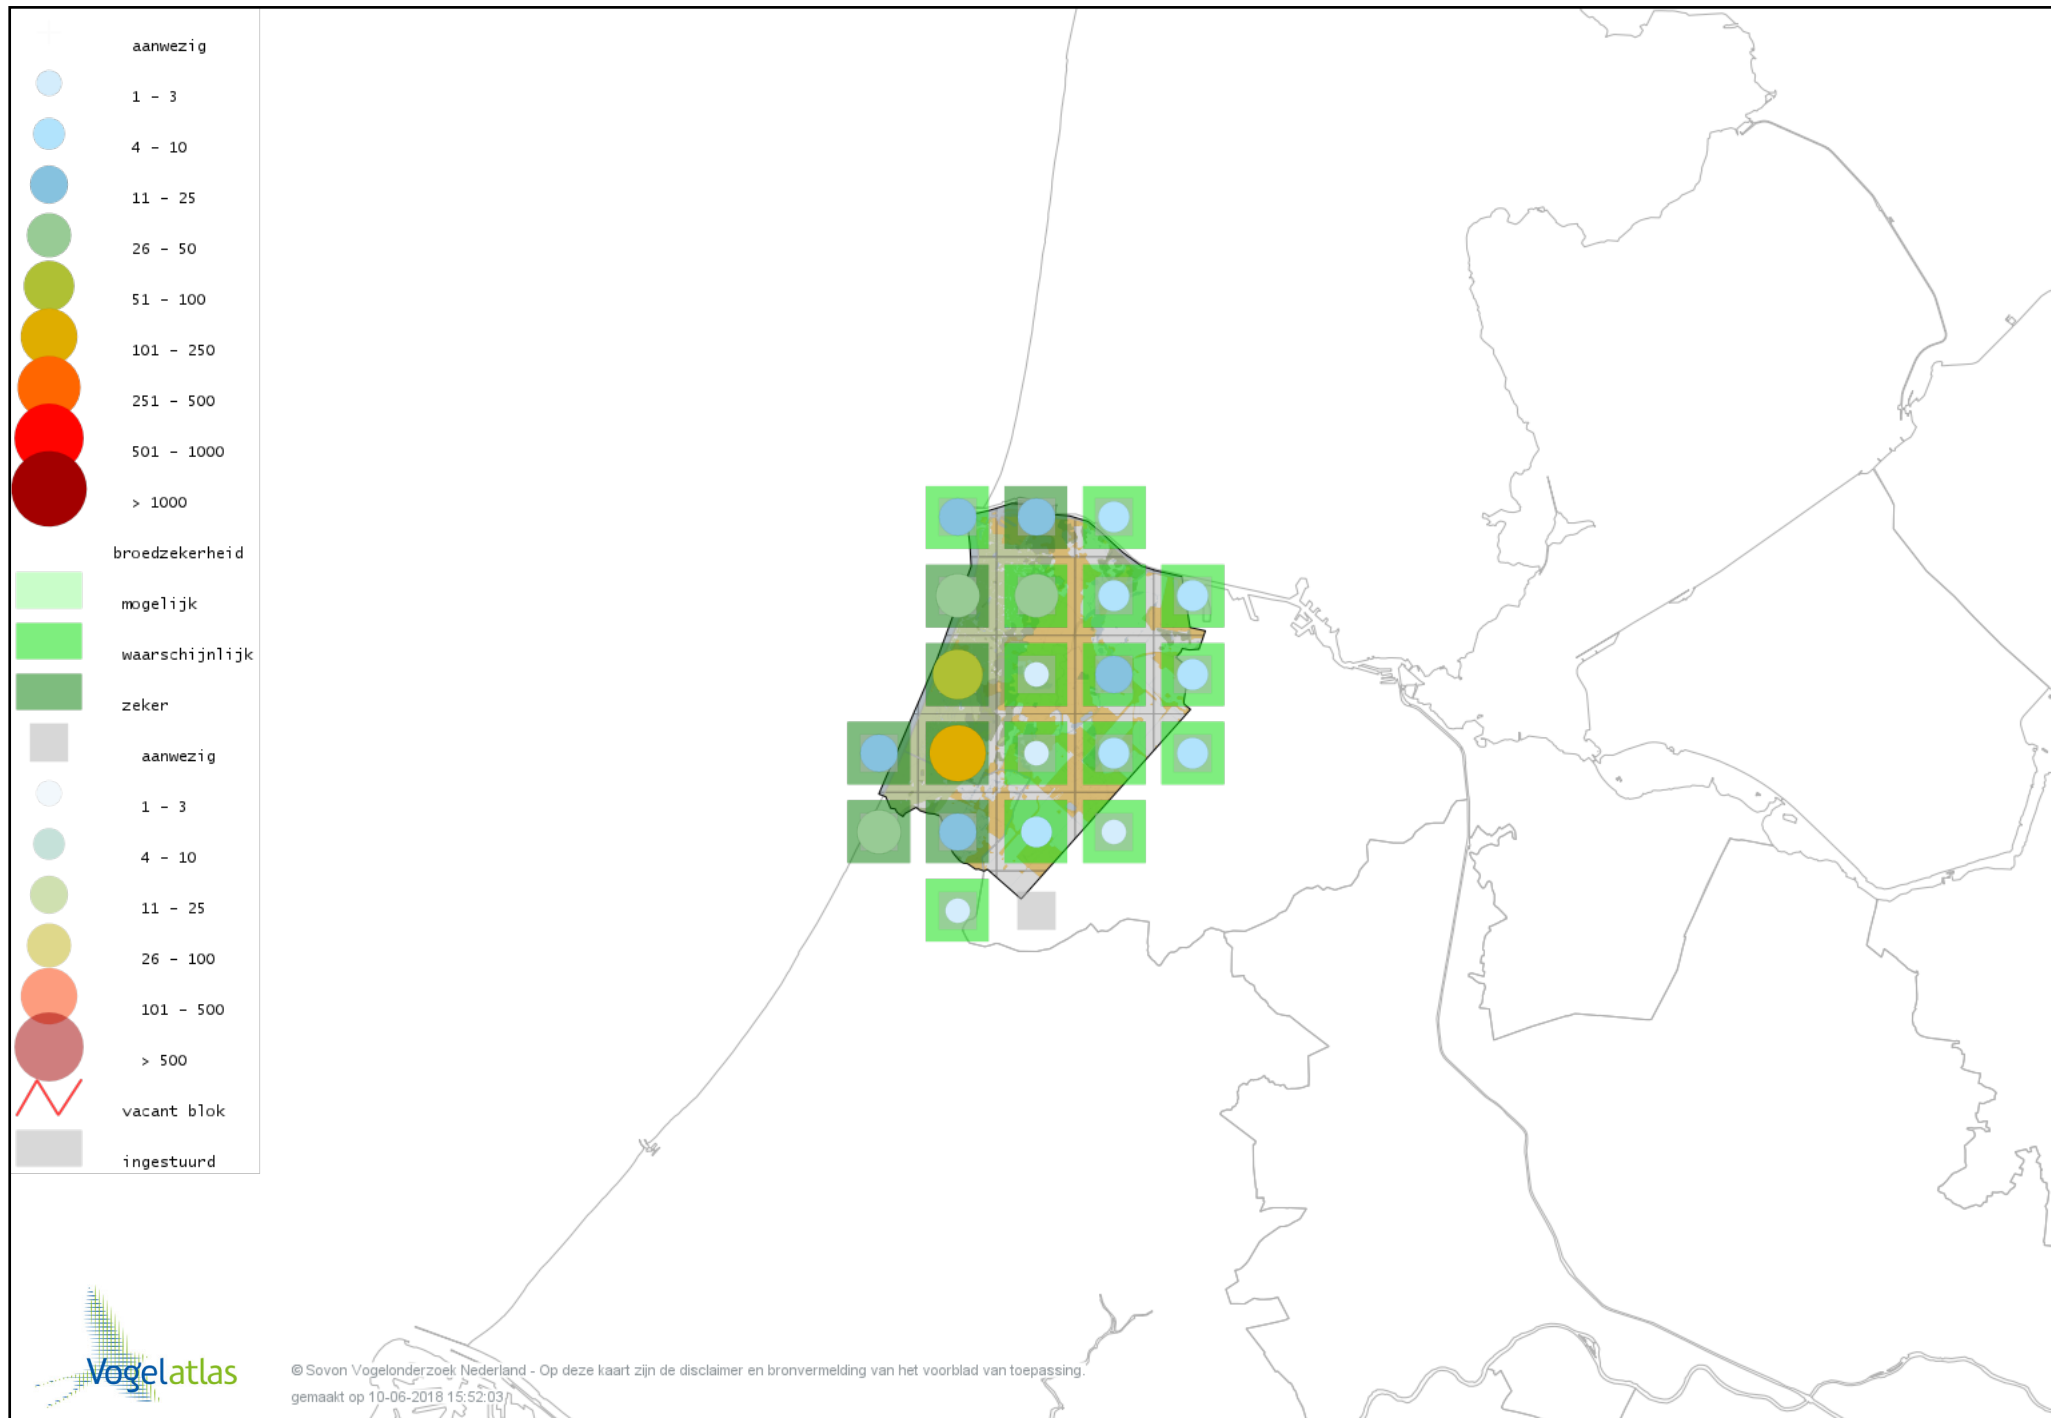 aanwezig
1 - 3
4 - 10
11 - 25
26 - 50
51 - 100
101 - 250
251 - 500
501 - 1000
> 1000
broedzekerheid
mogelijk
waarschijnlijk
zeker
aanwezig
1 - 3
4 - 10
11 - 25
26 - 100
101 - 500
> 500
vacant blok
ingestuurd
Vogelatlas
© Sovon Vogelonderzoek Nederland - Op deze kaart zijn de disclaimer en bronvermelding van het voorblad van toepassing.
gemaakt op 10-06-2018 15:52:03